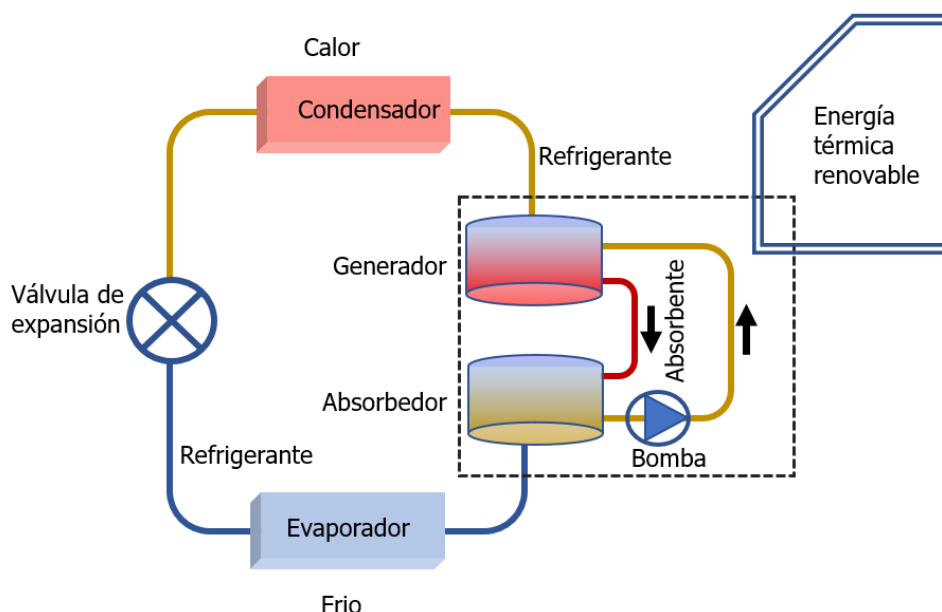 Calor
Condensador
Energía
térmica
renovable
Refrigerante
Generador
Válvula de
expansión
Absorbente
Absorbedor
Bomba
Refrigerante
Evaporador
Frio